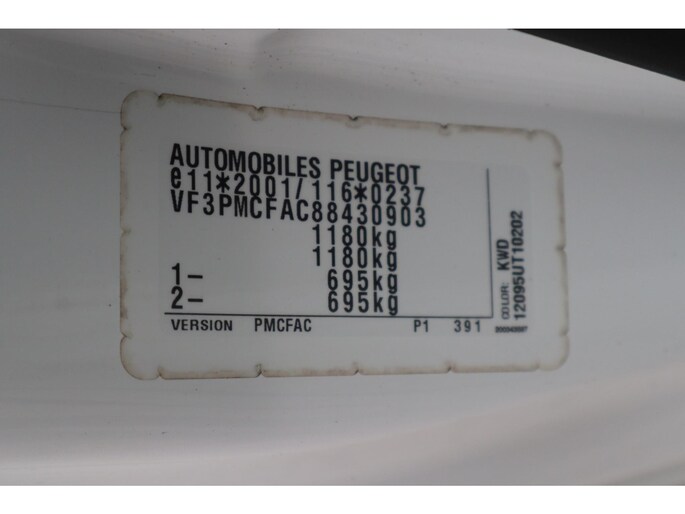 AUTOMOBILES PEUGEOT
e11*2001/116*0237
VF3PMCFAC88430903
1180kg
1180kg
1- 695kg
2- 695kg
VERSION PMCFAC P1 391
COLOR: KWD
12095UT10202